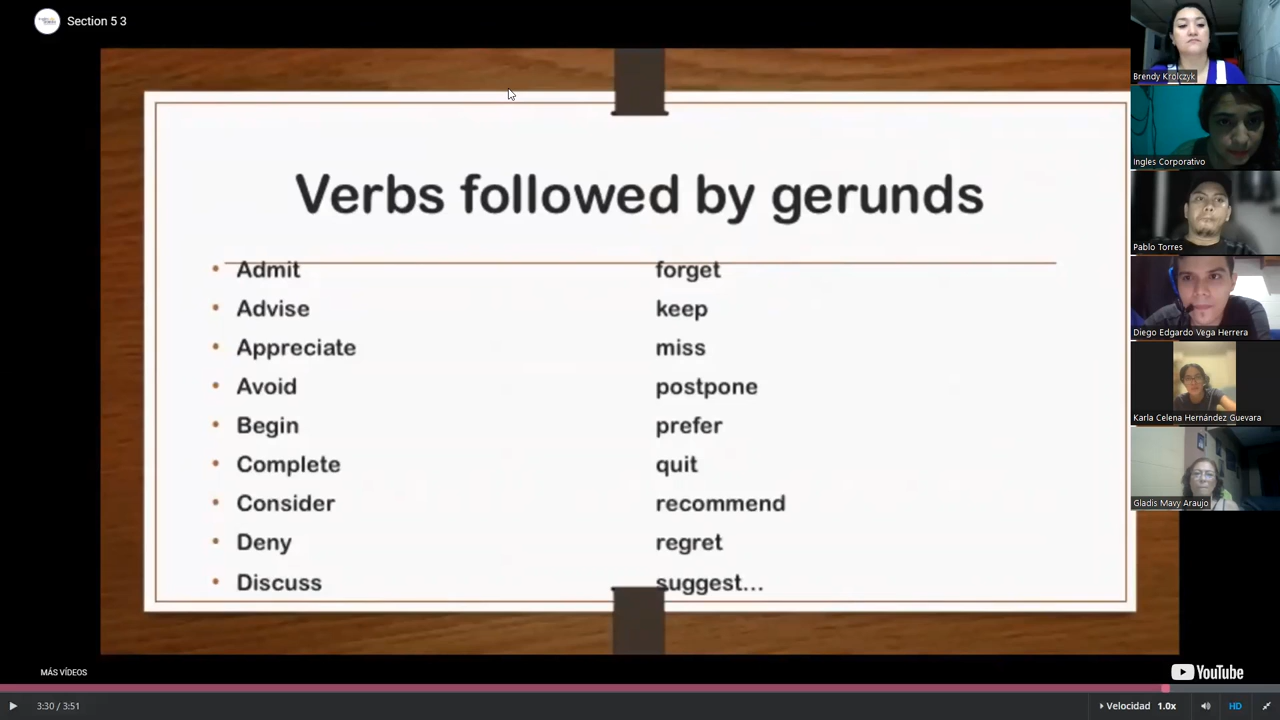 Section 5 3
Verbs followed by gerunds
• Admit forget
• Advise keep
• Appreciate miss
• Avoid postpone
• Begin prefer
• Complete quit
• Consider recommend
• Deny regret
• Discuss suggest...
Brendy Krolczyk
Ingles Corporativo
Pablo Torres
Diego Edgardo Vega Herrera
Karla Celena Hernández Guevara
Gladis Mavy Araujo
MÁS VÍDEOS
YouTube
3:30 / 3:51
Velocidad 1.0x
HD